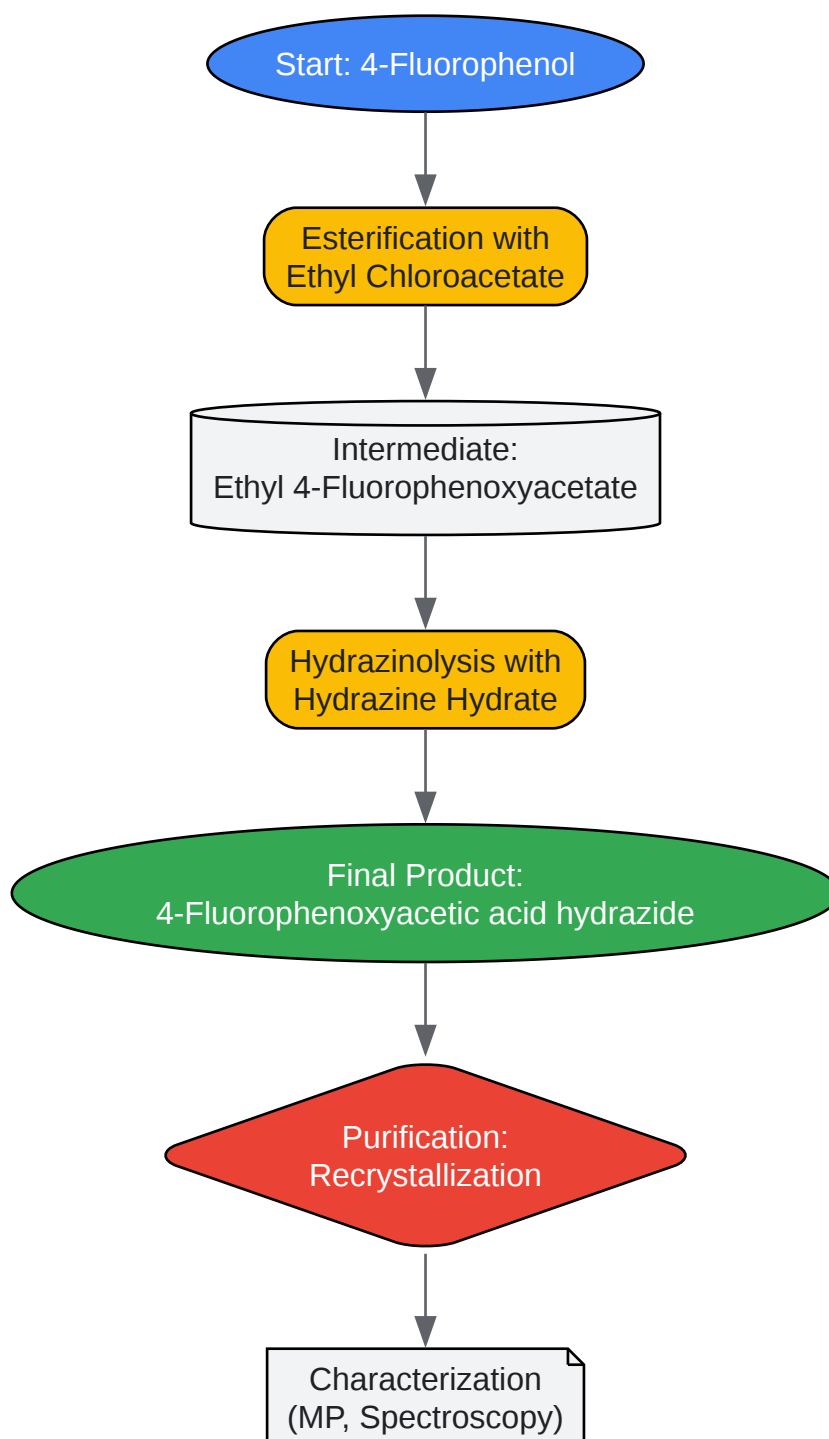 Start: 4-Fluorophenol
Esterification with
Ethyl Chloroacetate
Intermediate:
Ethyl 4-Fluorophenoxyacetate
Hydrazinolysis with
Hydrazine Hydrate
Final Product:
4-Fluorophenoxyacetic acid hydrazide
Purification:
Recrystallization
Characterization
(MP, Spectroscopy)